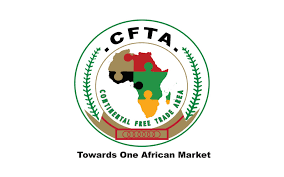 CFTA
CONTINENTAL FREE TRADE AREA
Towards One African Market